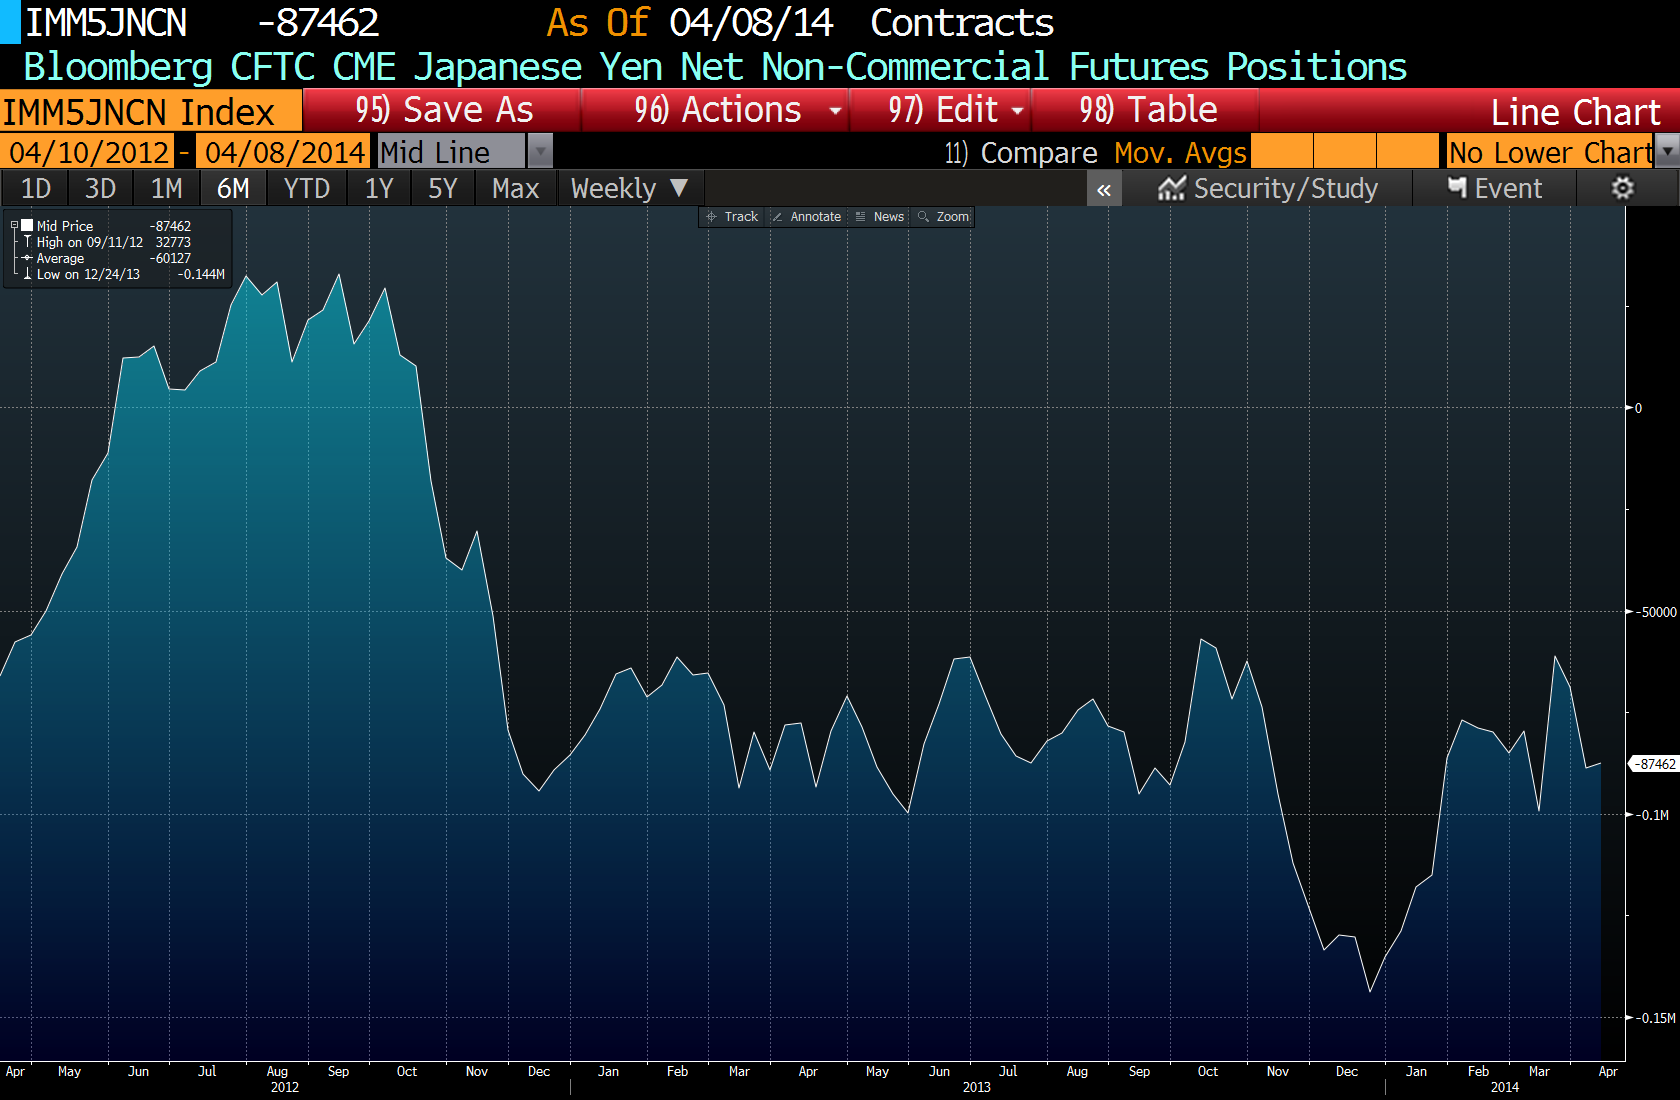 IMM5JNCN -87462 As Of 04/08/14 Contracts
Bloomberg CFTC CME Japanese Yen Net Non-Commercial Futures Positions
IMM5JNCN Index 95) Save As 96) Actions 97) Edit 98) Table Line Chart
04/10/2012 - 04/08/2014 Mid Line 11) Compare Mov. Avgs No Lower Chart
1D 3D 1M 6M YTD 1Y 5Y Max Weekly ▼ « Security/Study Event
Track Annotate News Zoom
Mid Price -87462
High on 09/11/12 32773
Average -60127
Low on 12/24/13 -0.144M
0
-50000
-87462
-0.1M
-0.15M
Apr May Jun Jul Aug Sep Oct Nov Dec Jan Feb Mar Apr May Jun Jul Aug Sep Oct Nov Dec Jan Feb Mar Apr
2012 2013 2014